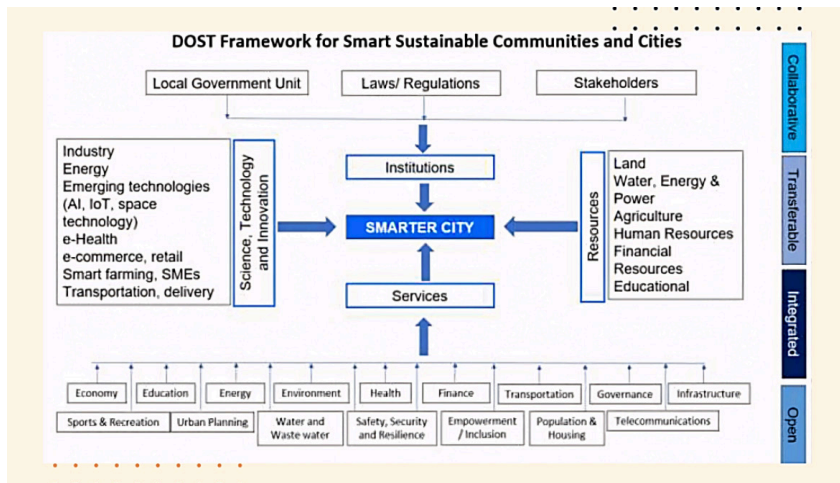 DOST Framework for Smart Sustainable Communities and Cities
Local Government Unit
Laws/ Regulations
Stakeholders
Institutions
SMARTER CITY
Services
Industry
Energy
Emerging technologies
(AI, IoT, space
technology)
e-Health
e-commerce, retail
Smart farming, SMEs
Transportation, delivery
Science, Technology
and Innovation
Resources
Land
Water, Energy &
Power
Agriculture
Human Resources
Financial
Resources
Educational
Economy
Education
Energy
Environment
Health
Finance
Transportation
Governance
Infrastructure
Sports & Recreation
Urban Planning
Water and
Waste water
Safety, Security
and Resilience
Empowerment
/ Inclusion
Population &
Housing
Telecommunications
Collaborative
Transferable
Integrated
Open